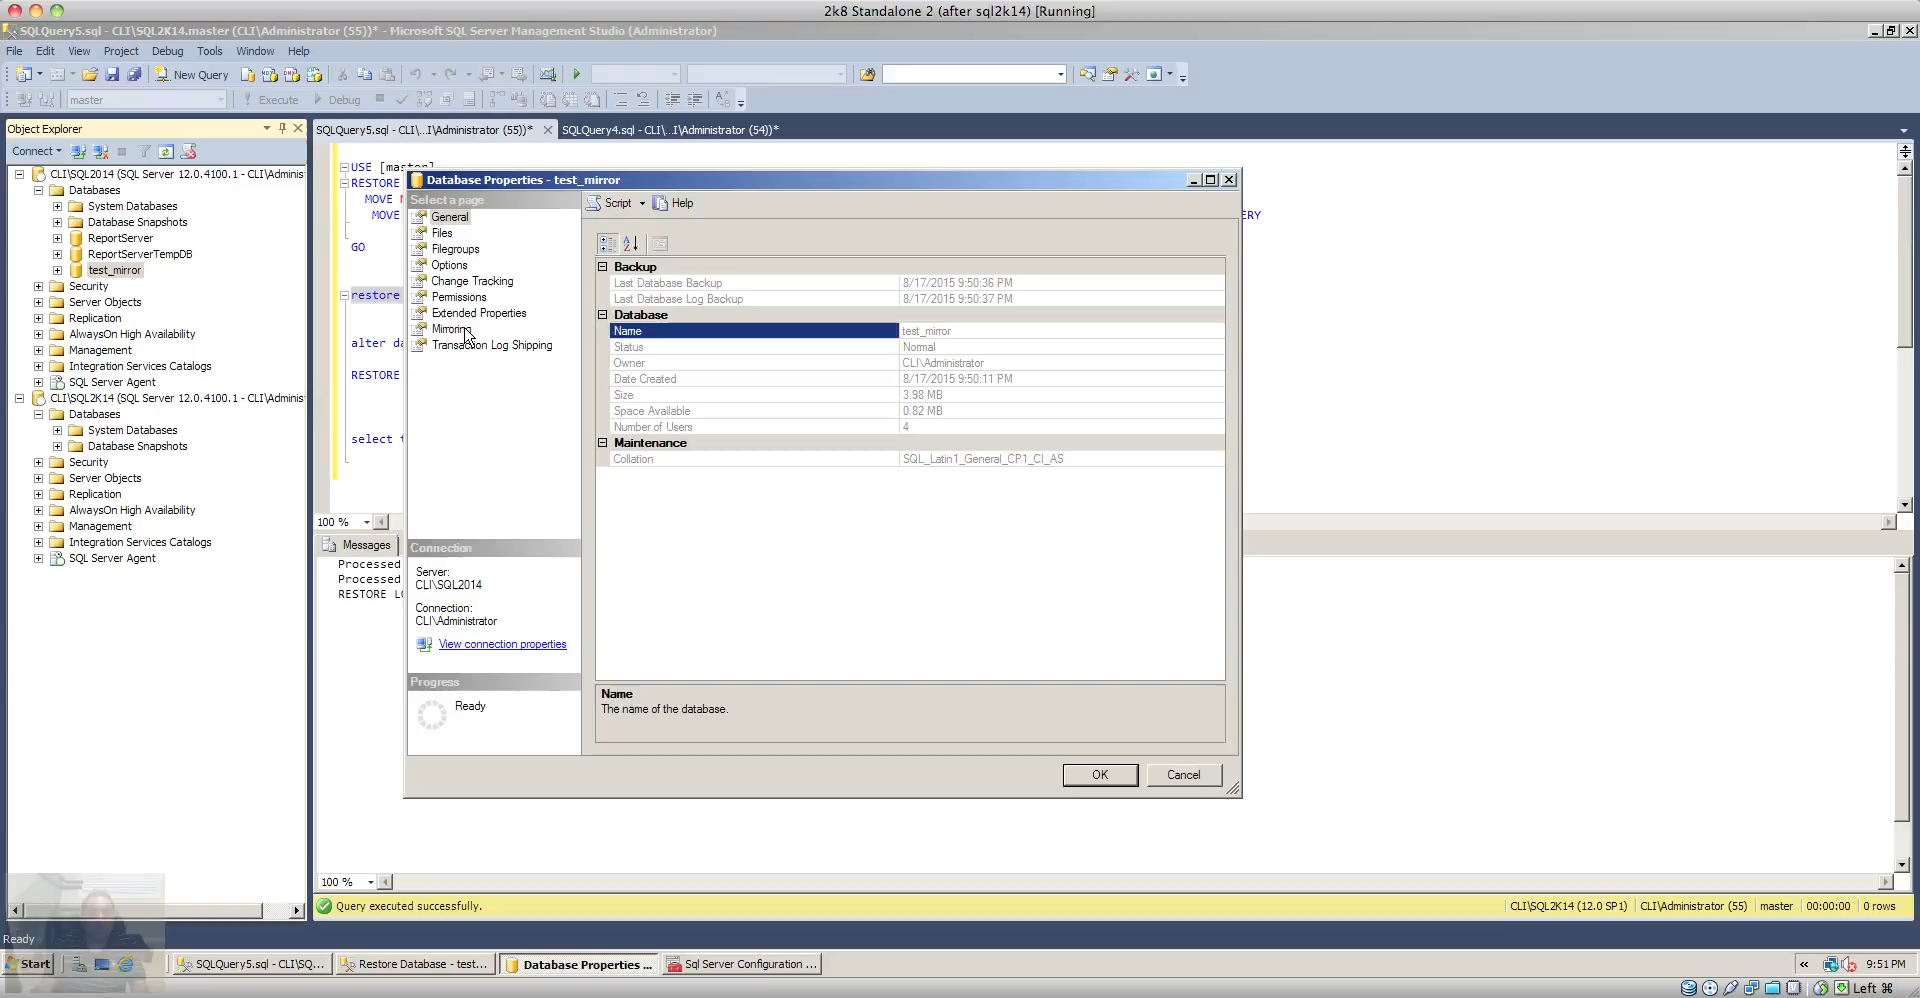 2k8 Standalone 2 (after sql2k14) [Running]
SQLQuery5.sql - CLI\SQL2K14.master (CLI\Administrator (55))* - Microsoft SQL Server Management Studio (Administrator)
File Edit View Project Debug Tools Window Help
New Query
master Execute Debug
Object Explorer
SQLQuery5.sql - CLI\...I\Administrator (55))* SQLQuery4.sql - CLI\...I\Administrator (54))*
Connect
CLI\SQL2014 (SQL Server 12.0.4100.1 - CLI\Adminis
Databases
System Databases
Database Snapshots
ReportServer
ReportServerTempDB
test_mirror
Security
Server Objects
Replication
AlwaysOn High Availability
Management
Integration Services Catalogs
SQL Server Agent
CLI\SQL2K14 (SQL Server 12.0.4100.1 - CLI\Adminis
Databases
System Databases
Database Snapshots
Security
Server Objects
Replication
AlwaysOn High Availability
Management
Integration Services Catalogs
SQL Server Agent
USE [master]
RESTORE
MOVE
MOVE ERY
GO
restore
alter da
RESTORE
select t
100 %
Messages
Processed
Processed
RESTORE LO
100 %
Database Properties - test_mirror
Select a page
General
Files
Filegroups
Options
Change Tracking
Permissions
Extended Properties
Mirroring
Transaction Log Shipping
Script Help
Backup
Last Database Backup 8/17/2015 9:50:36 PM
Last Database Log Backup 8/17/2015 9:50:37 PM
Database
Name test_mirror
Status Normal
Owner CLI\Administrator
Date Created 8/17/2015 9:50:11 PM
Size 3.98 MB
Space Available 0.82 MB
Number of Users 4
Maintenance
Collation SQL_Latin1_General_CP1_CI_AS
Connection
Server:
CLI\SQL2014
Connection:
CLI\Administrator
View connection properties
Progress
Ready
Name
The name of the database.
OK Cancel
Query executed successfully. CLI\SQL2K14 (12.0 SP1) CLI\Administrator (55) master 00:00:00 0 rows
Ready
Start SQLQuery5.sql - CLI\SQ... Restore Database - test... Database Properties ... Sql Server Configuration ... 9:51 PM
Left ⌘